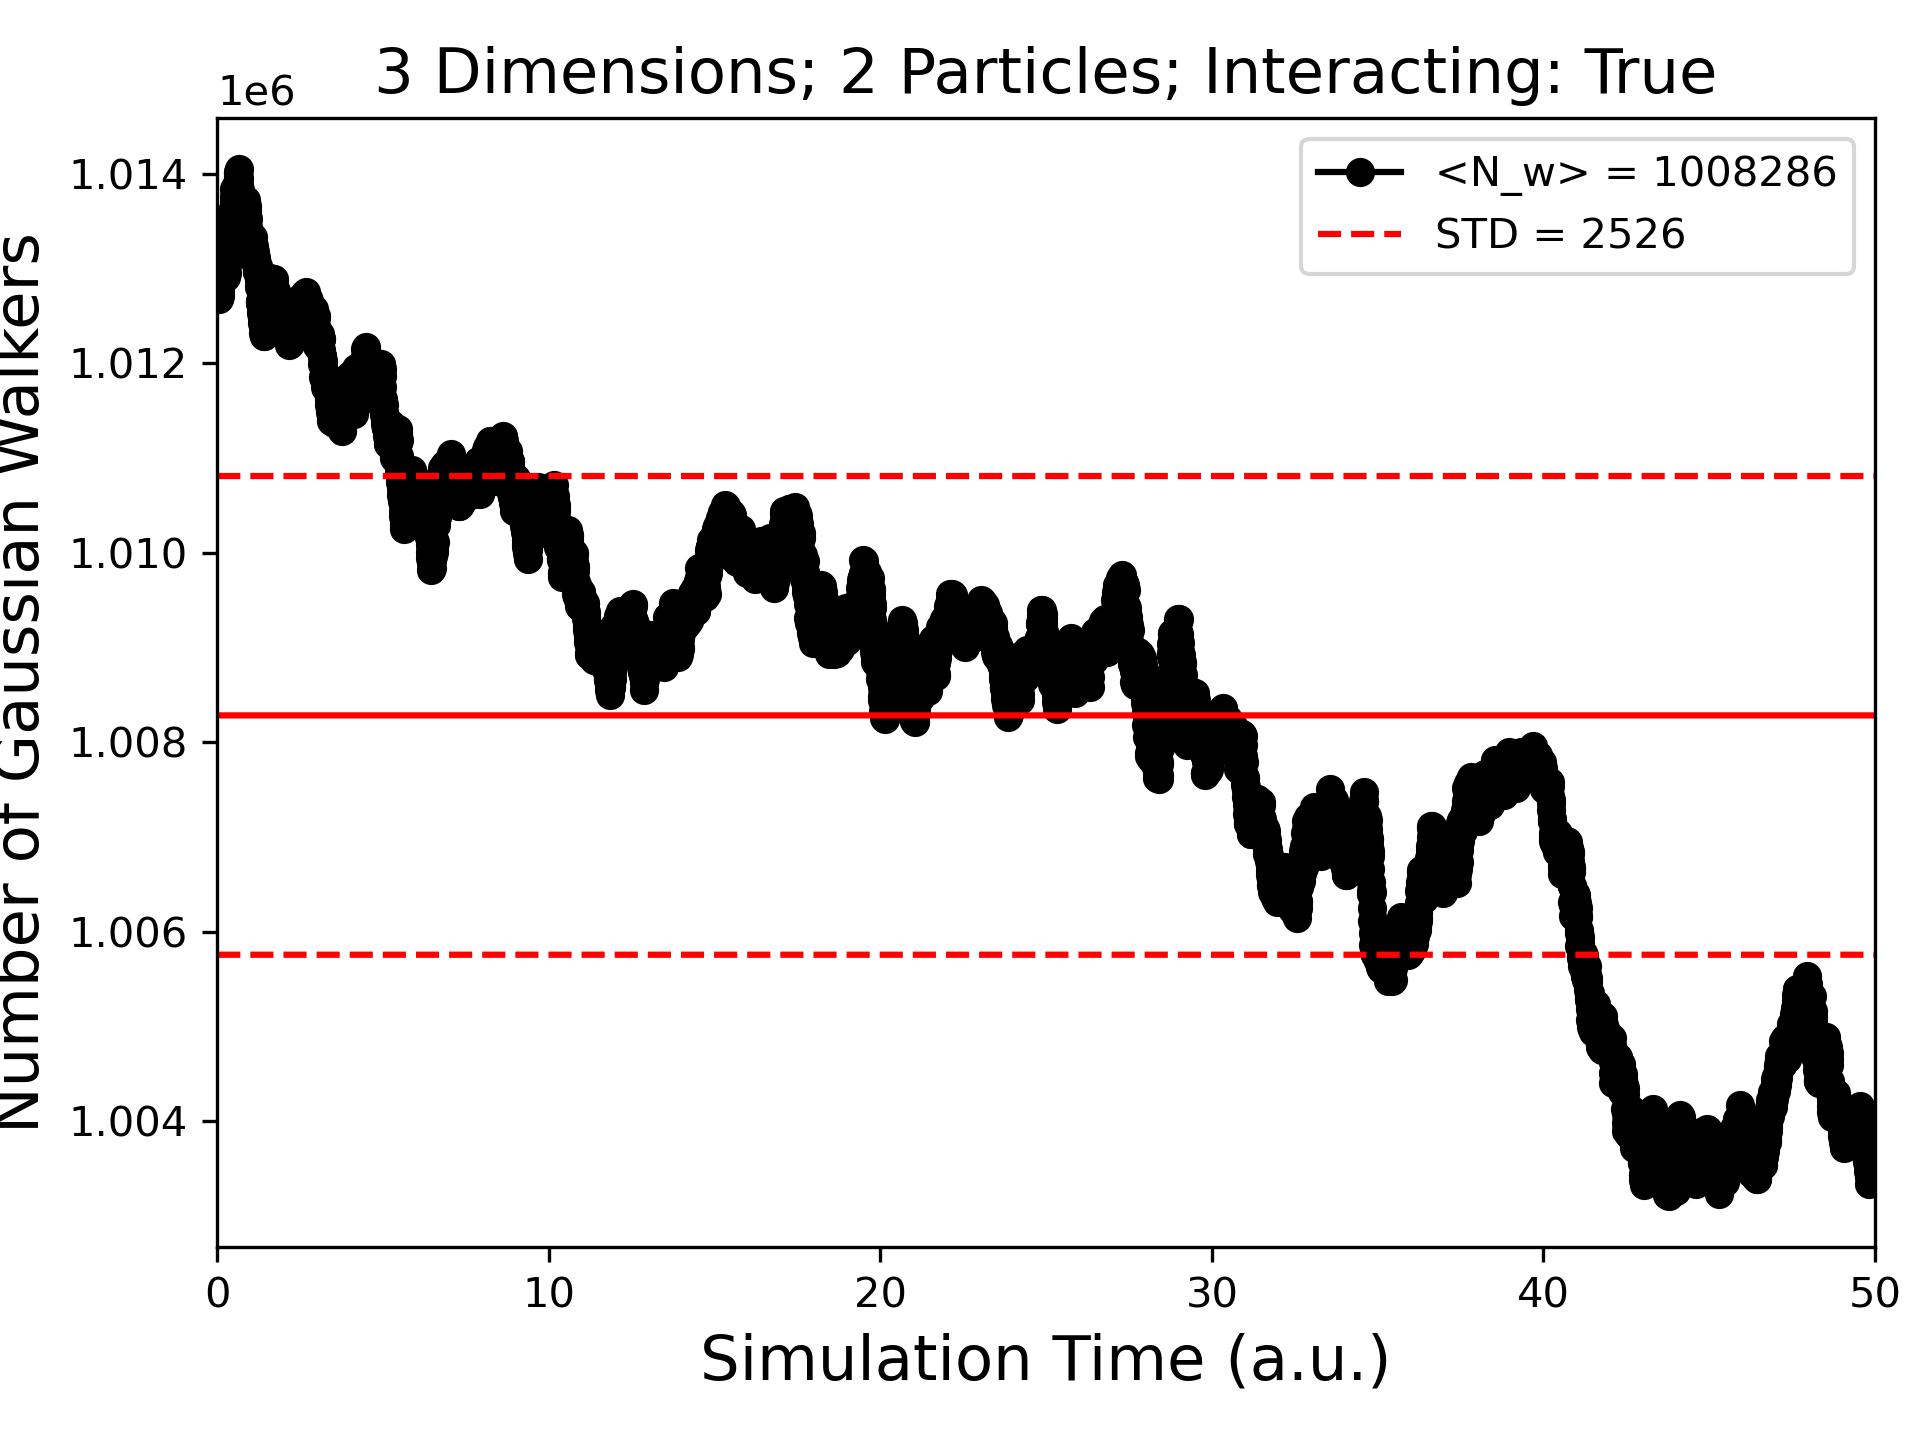 3 Dimensions; 2 Particles; Interacting: True
1e6
<N_w> = 1008286
STD = 2526
Number of Gaussian Walkers
1.014
1.012
1.010
1.008
1.006
1.004
0 10 20 30 40 50
Simulation Time (a.u.)